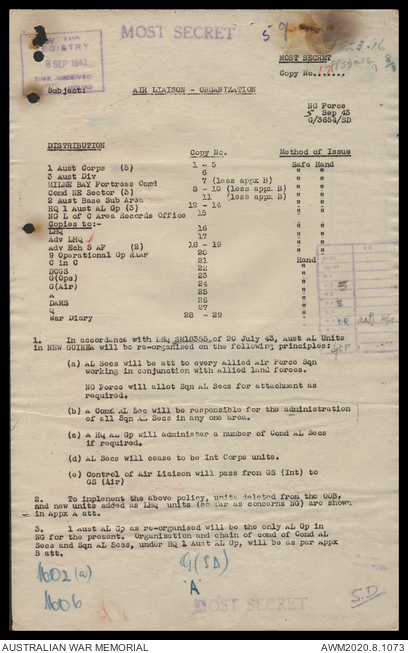 MOST SECRET
REGISTRY
8 SEP 1943
TIME RECEIVED
MOST SECRET
Copy No.......
Subject: AIR LIAISON - ORGANIZATION
NG Force
5 Sep 43
G/3654/SD
DISTRIBUTION Copy No. Method of Issue
1 Aust Corps (5) 1 - 5 Safe Hand
3 Aust Div 6 "
MILNE BAY Fortress Comd 7 (less appx B) "
Comd NE Sector (3) 8 - 10 (less appx B) "
2 Aust Base Sub Area 11 (less appx B) "
HQ 1 Aust AL Gp (3) 12 - 14 "
NG L of C Area Records Office 15 "
Copies to:-
LHQ 16 "
Adv LHQ 17 "
Adv Ech 5 AF (2) 18 - 19 "
9 Operational Gp RAAF 20 "
C in C 21 Hand
DCGS 22 "
G(Ops) 23 "
G(Air) 24 "
A 25 "
DAMS 26 "
Q 27 "
War Diary 28 - 29 "
1. In accordance with LHQ SM18355 of 20 July 43, Aust AL Units
in NEW GUINEA will be re-organised on the following principles:
(a) AL Secs will be att to every Allied Air Force Sqn
working in conjunction with Allied land forces.
NG Force will allot Sqn AL Secs for attachment as
required.
(b) A Comd AL Sec will be responsible for the administration
of all Sqn AL Secs in any one area.
(c) A HQ AL Gp will administer a number of Comd AL Secs
if required.
(d) AL Secs will cease to be Int Corps units.
(e) Control of Air Liaison will pass from GS (Int) to
GS (Air)
2. To implement the above policy, units deleted from the OOB,
and new units added as LHQ units (so far as concerns NG) are shown
in Appx A att.
3. 1 Aust AL Gp as re-organised will be the only AL Gp in
NG for the present. Organisation and chain of comd of Comd AL
Secs and Sqn AL Secs, under HQ 1 Aust AL Gp, will be as per Appx
B att.
1002 (a)
G(SD)
1006
"A"
S.D
MOST SECRET
AUSTRALIAN WAR MEMORIAL
AWM2020.8.1073